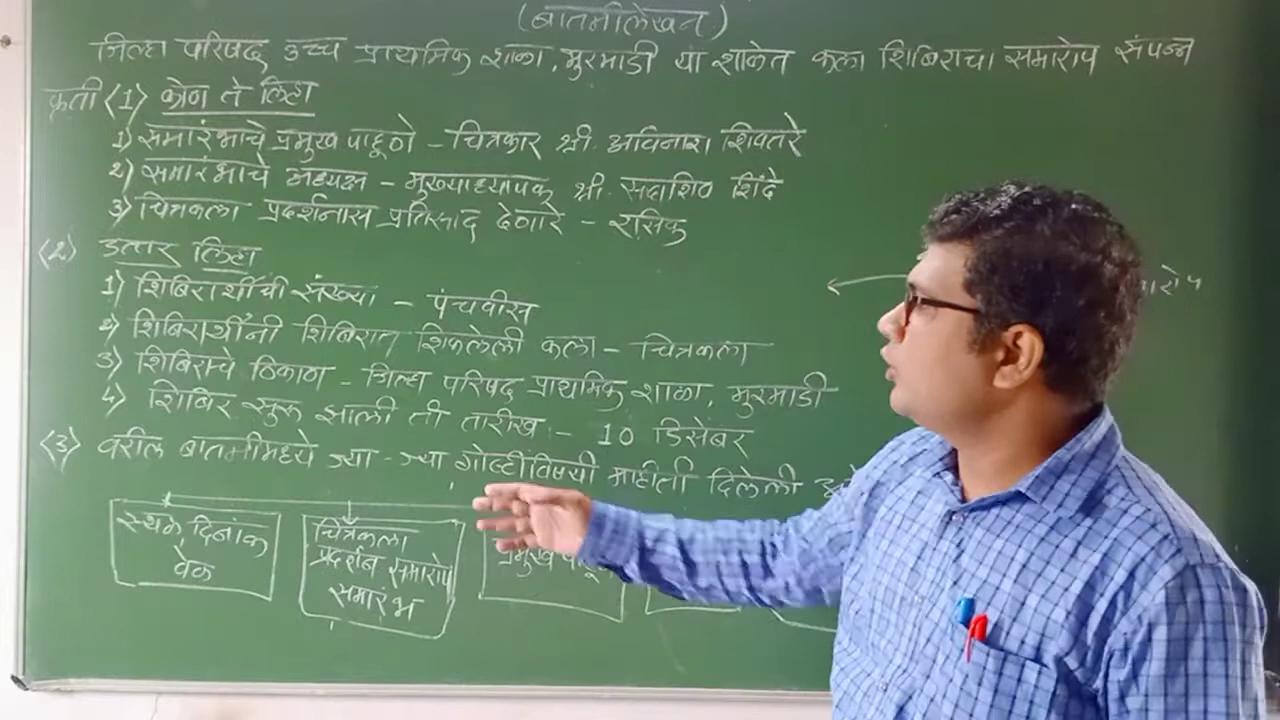 (बातमीलेखन)
जिल्हा परिषद उच्च प्राथमिक शाळा, मुरमाडी या शाळेत कला शिबिराचा समारोप संपन्न
कृती (1) कोण ते लिहा
1) समारंभाचे प्रमुख पाहूणे – चित्रकार श्री. अविनाश शिवतरे
2) समारंभाचे अध्यक्ष – मुख्याध्यापक श्री. सदाशिव शिंदे
3) चित्रकला प्रदर्शनास प्रतिसाद देणारे – रसिक
(2) उत्तर लिहा
1) शिबिरार्थीची संख्या – पंचवीस
2) शिबिरार्थींनी शिबिरात शिकलेली कला – चित्रकला
3) शिबिराचे ठिकाण – जिल्हा परिषद प्राथमिक शाळा, मुरमाडी
4) शिबिर सुरू झाली ती तारीख – 10 डिसेंबर
(3) वरील बातमीमध्ये ज्या - ज्या गोष्टींविषयी माहीती दिलेली
स्थळ, दिनांक
वेळ
चित्रकला
प्रदर्शन समारोप
समारंभ
प्रमुख